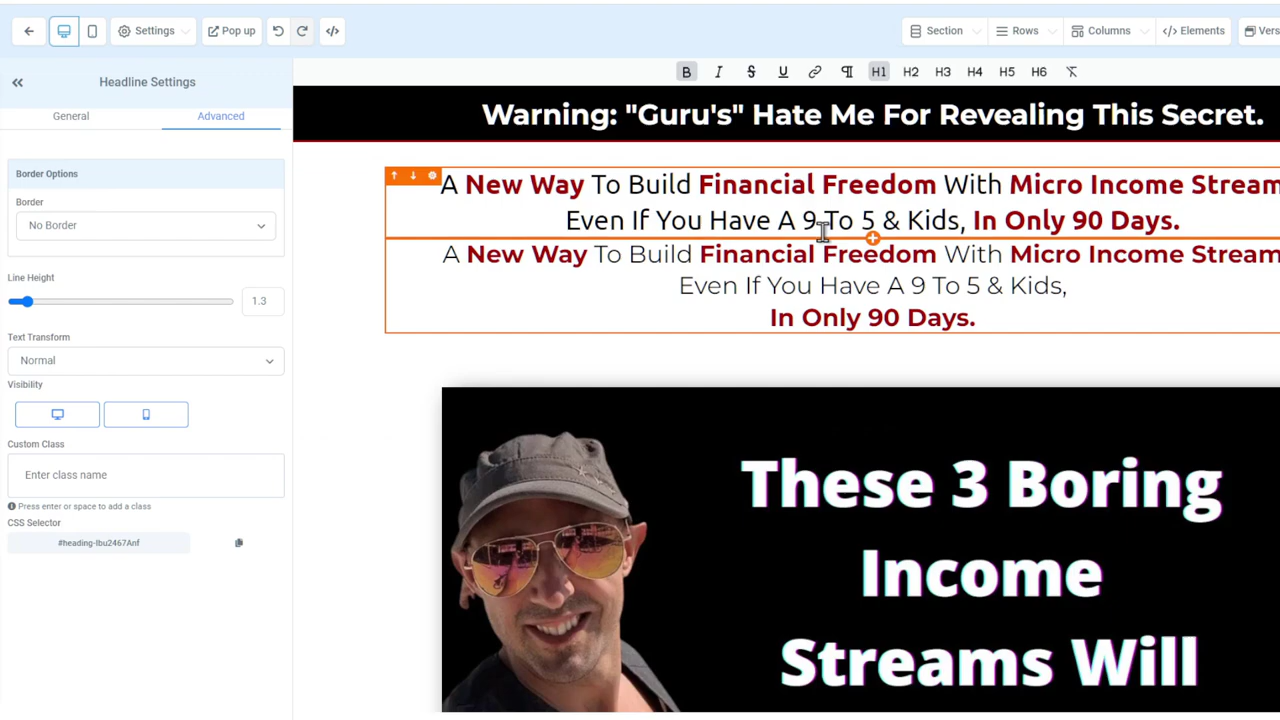 Settings
Pop up
</>
Section
Rows
Columns
</> Elements
Vers
Headline Settings
B I S U H1 H2 H3 H4 H5 H6
General
Advanced
Warning: "Guru's" Hate Me For Revealing This Secret.
Border Options
Border
No Border
A New Way To Build Financial Freedom With Micro Income Stream
Even If You Have A 9 To 5 & Kids, In Only 90 Days.
A New Way To Build Financial Freedom With Micro Income Stream
Even If You Have A 9 To 5 & Kids,
In Only 90 Days.
Line Height
1.3
Text Transform
Normal
Visibility
Custom Class
Enter class name
Press enter or space to add a class
CSS Selector
These 3 Boring
Income
Streams Will